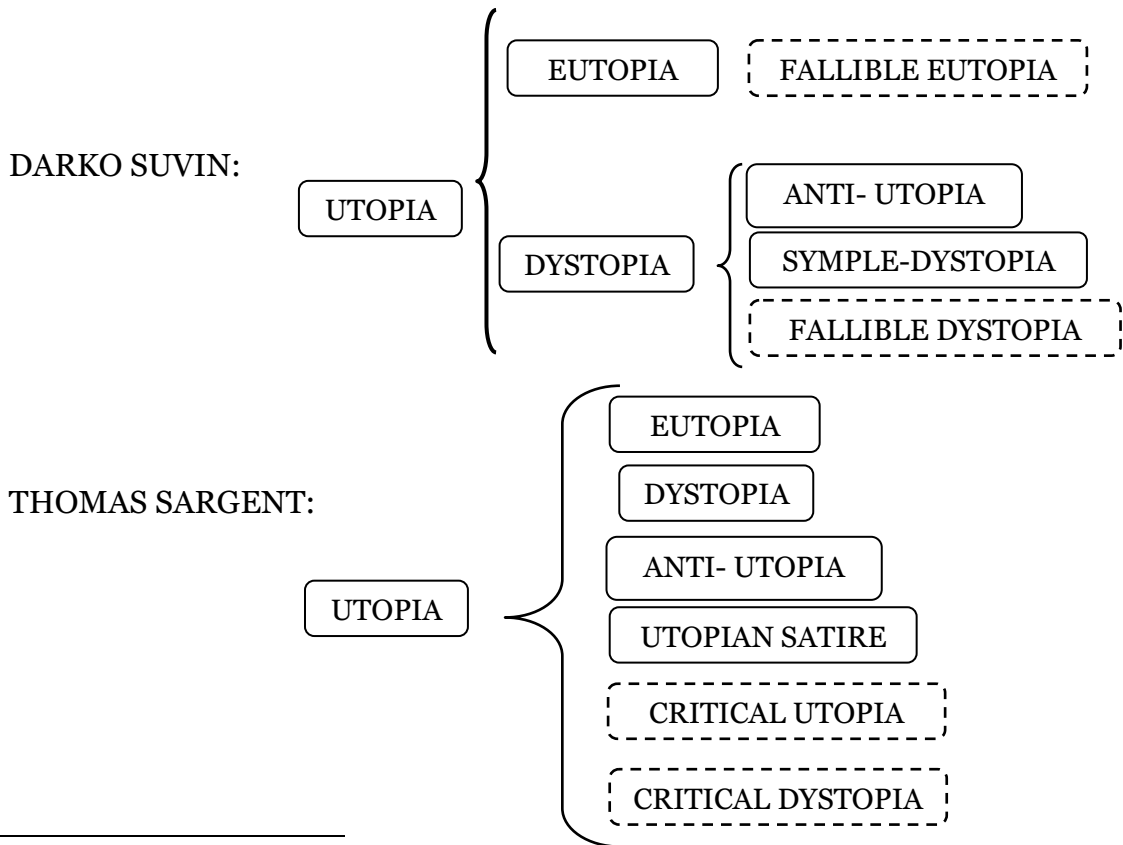 EUTOPIA
FALLIBLE EUTOPIA
DARKO SUVIN:
UTOPIA
ANTI- UTOPIA
DYSTOPIA
SYMPLE-DYSTOPIA
FALLIBLE DYSTOPIA
EUTOPIA
DYSTOPIA
THOMAS SARGENT:
ANTI- UTOPIA
UTOPIA
UTOPIAN SATIRE
CRITICAL UTOPIA
CRITICAL DYSTOPIA